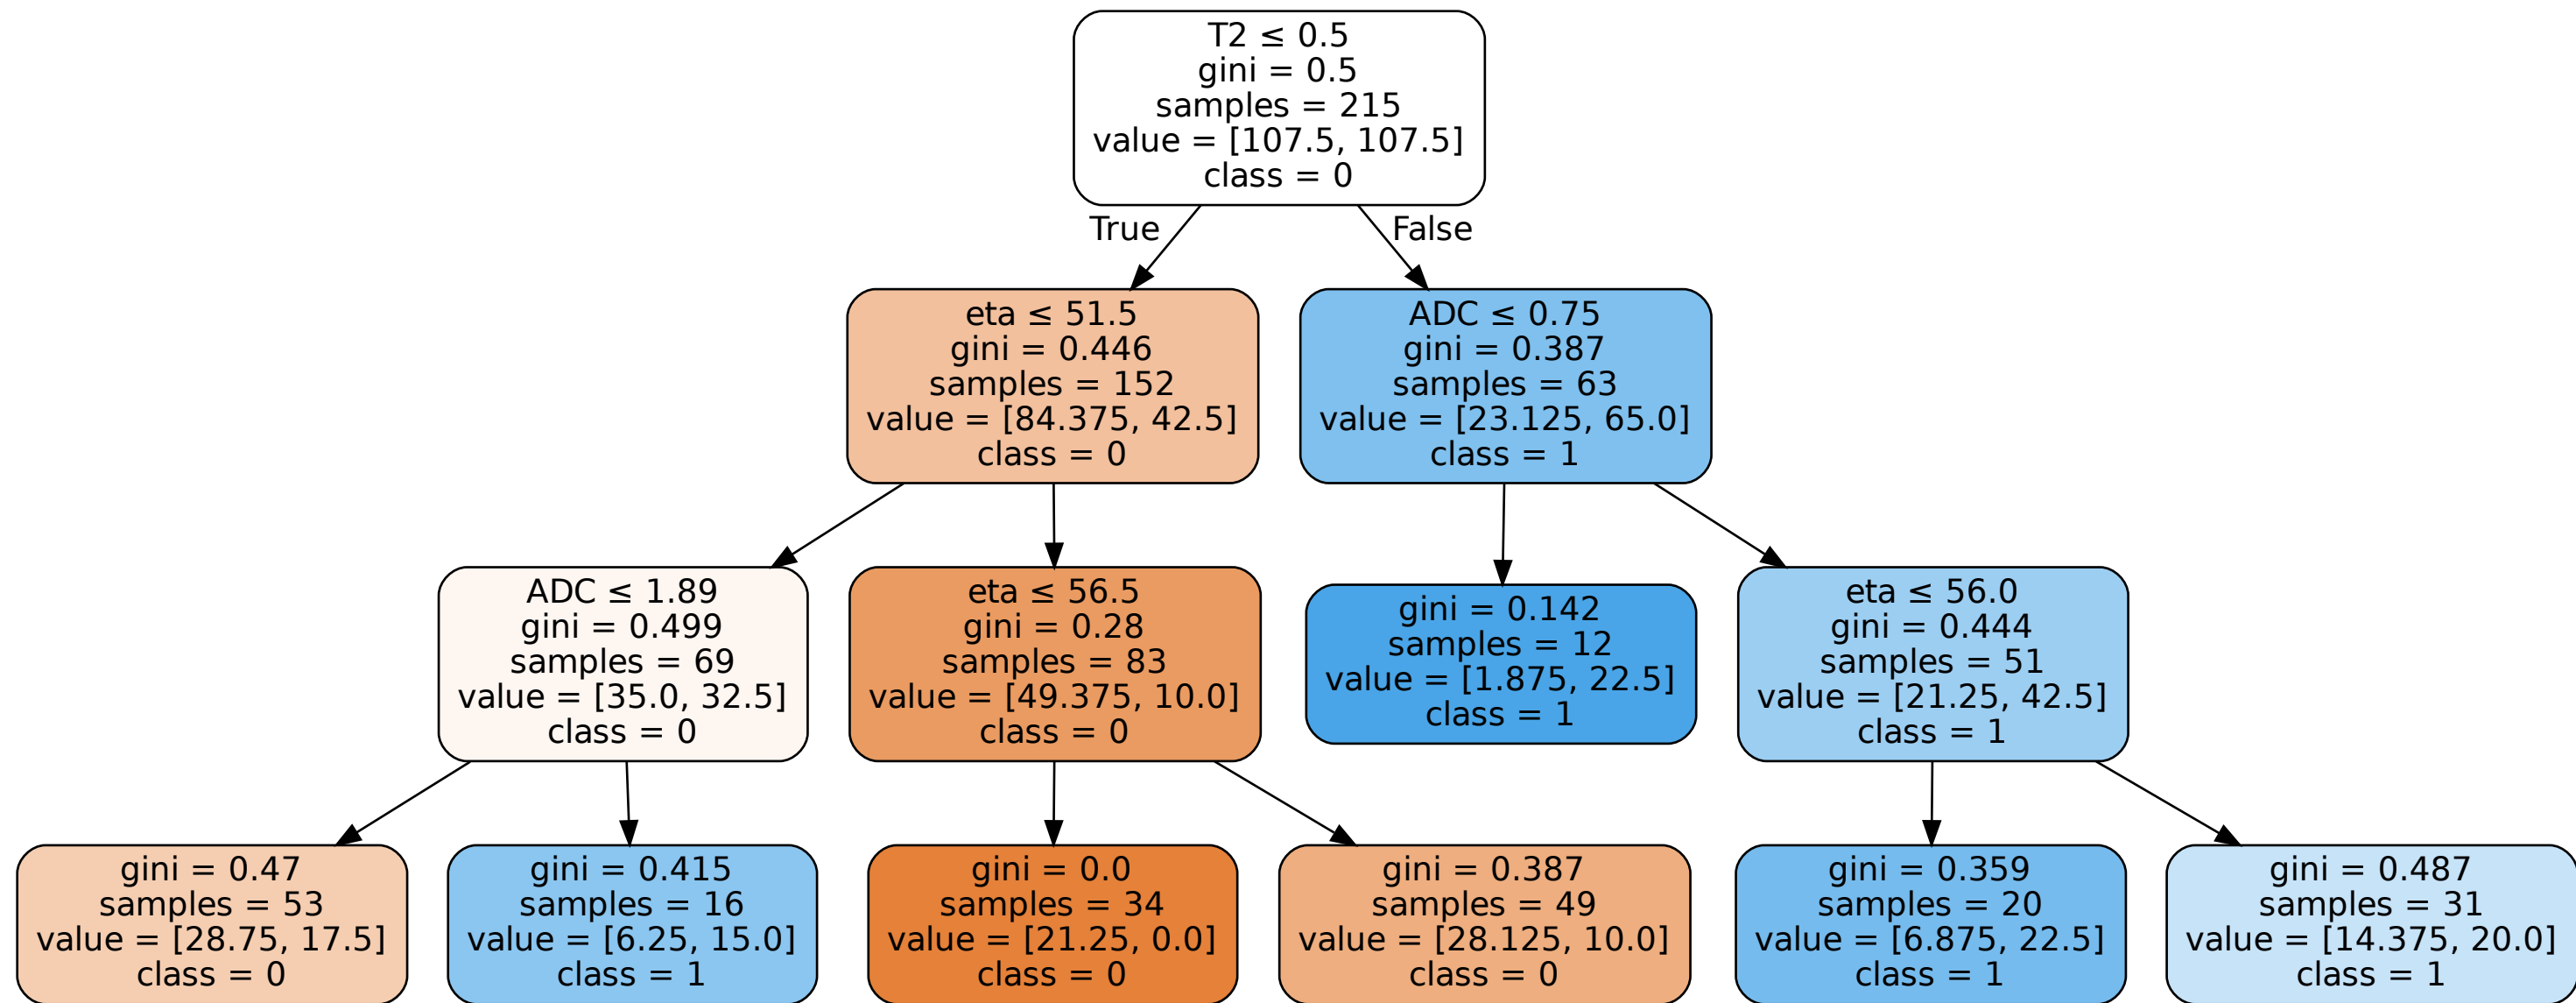 T2 ≤ 0.5
gini = 0.5
samples = 215
value = [107.5, 107.5]
class = 0
True
False
eta ≤ 51.5
gini = 0.446
samples = 152
value = [84.375, 42.5]
class = 0
ADC ≤ 0.75
gini = 0.387
samples = 63
value = [23.125, 65.0]
class = 1
ADC ≤ 1.89
gini = 0.499
samples = 69
value = [35.0, 32.5]
class = 0
eta ≤ 56.5
gini = 0.28
samples = 83
value = [49.375, 10.0]
class = 0
gini = 0.142
samples = 12
value = [1.875, 22.5]
class = 1
eta ≤ 56.0
gini = 0.444
samples = 51
value = [21.25, 42.5]
class = 1
gini = 0.47
samples = 53
value = [28.75, 17.5]
class = 0
gini = 0.415
samples = 16
value = [6.25, 15.0]
class = 1
gini = 0.0
samples = 34
value = [21.25, 0.0]
class = 0
gini = 0.387
samples = 49
value = [28.125, 10.0]
class = 0
gini = 0.359
samples = 20
value = [6.875, 22.5]
class = 1
gini = 0.487
samples = 31
value = [14.375, 20.0]
class = 1